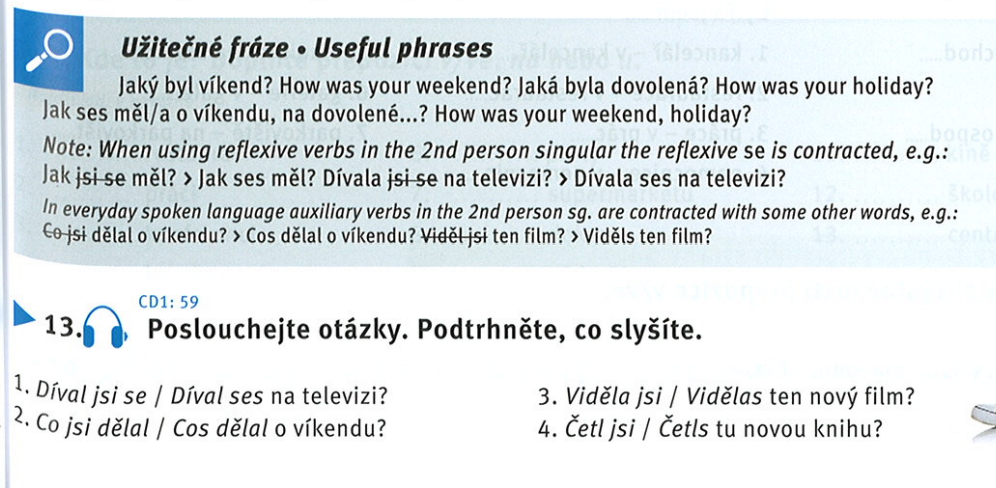 Užitečné fráze • Useful phrases
Jaký byl víkend? How was your weekend? Jaká byla dovolená? How was your holiday?
Jak ses měl/a o víkendu, na dovolené...? How was your weekend, holiday?
Note: When using reflexive verbs in the 2nd person singular the reflexive se is contracted, e.g.:
Jak jsi se měl? > Jak ses měl? Dívala jsi se na televizi? > Dívala ses na televizi?
In everyday spoken language auxiliary verbs in the 2nd person sg. are contracted with some other words, e.g.:
Co jsi dělal o víkendu? > Cos dělal o víkendu? Viděl jsi ten film? > Viděls ten film?
CD1: 59
13. Poslouchejte otázky. Podtrhněte, co slyšíte.
1. Díval jsi se / Díval ses na televizi?
2. Co jsi dělal / Cos dělal o víkendu?
3. Viděla jsi / Vidělas ten nový film?
4. Četl jsi / Četls tu novou knihu?